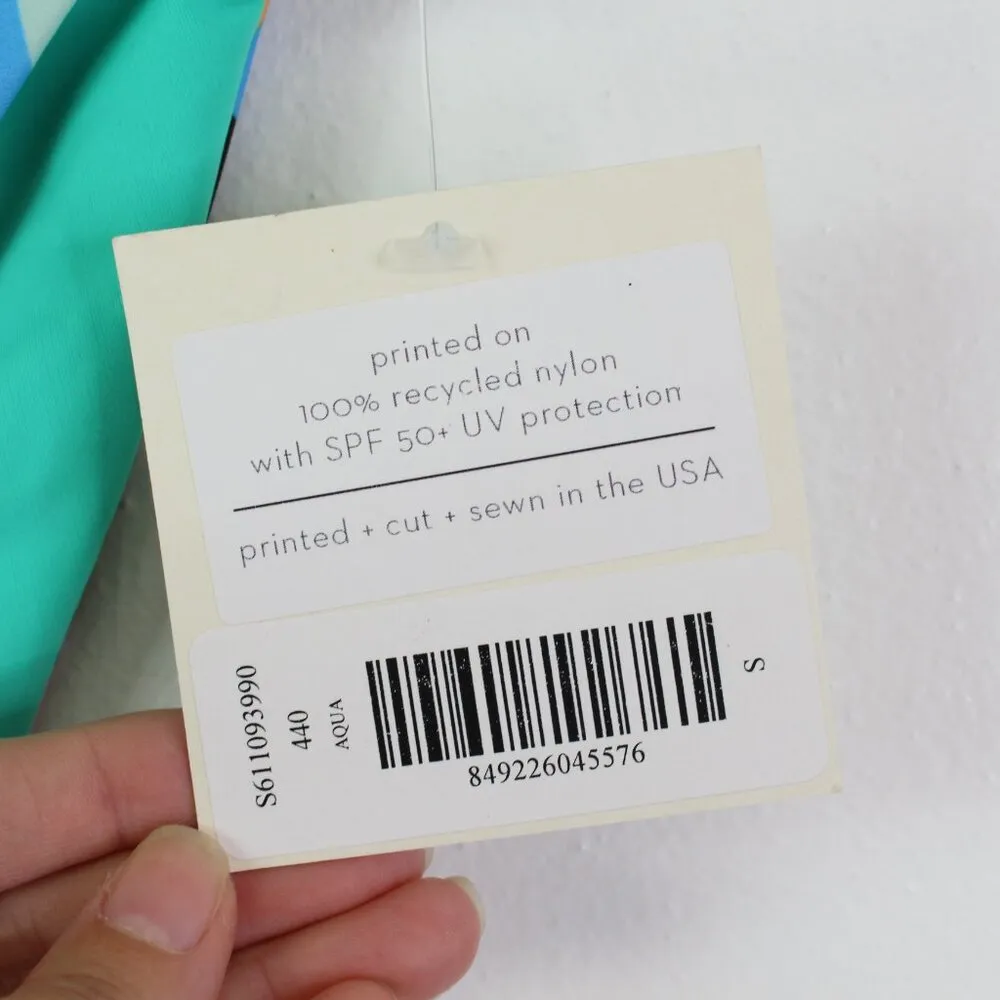 printed on
100% recycled nylon
with SPF 50+ UV protection
printed + cut + sewn in the USA
S611093990
440
AQUA
849226045576
S